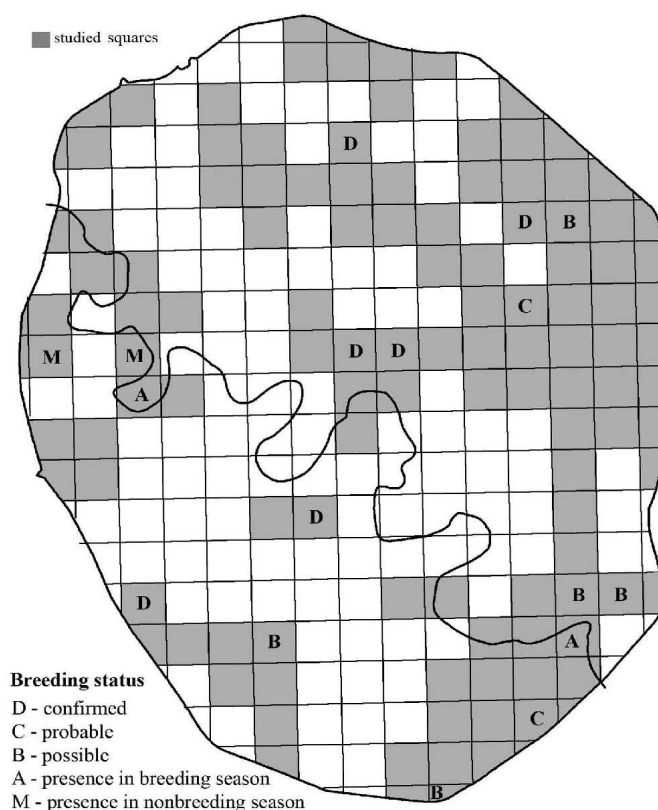 studied squares
D
D B
C
M M D D
A
D
D B B
B A
C
B
Breeding status
D - confirmed
C - probable
B - possible
A - presence in breeding season
M - presence in nonbreeding season